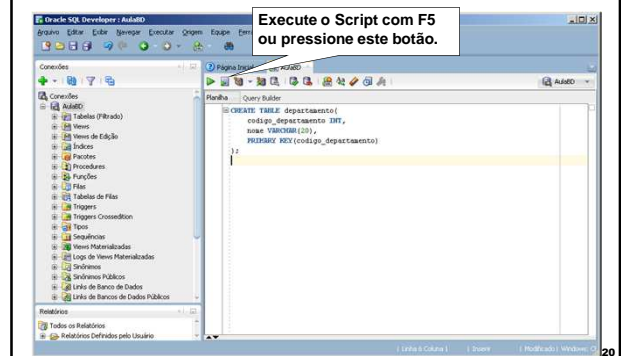 Oracle SQL Developer : AulaBD
Execute o Script com F5
ou pressione este botão.
Arquivo Editar Exibir Navegar Executar Origem Equipe
Conexões
Página Inicial
AulaBD
AulaBD
Planilha Query Builder
Conexões
AulaBD
Tabelas (Filtrado)
Views
Views de Edição
Índices
Pacotes
Procedures
Funções
Filas
Tabelas de Filas
Triggers
Triggers Crossedition
Tipos
Sequências
Views Materializadas
Logs de Views Materializadas
Sinônimos
Sinônimos Públicos
Links de Banco de Dados
Links de Bancos de Dados Públicos
CREATE TABLE departamento(
codigo_departamento INT,
nome VARCHAR(20),
PRIMARY KEY(codigo_departamento)
);
Relatórios
Todos os Relatórios
Relatórios Definidos pelo Usuário
Linha 6 Coluna 1 Inserir Modificado Windows:
20